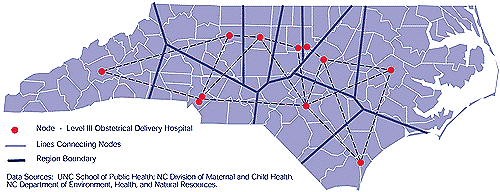 Node - Level III Obstetrical Delivery Hospital
Lines Connecting Nodes
Region Boundary
Data Sources: UNC School of Public Health; NC Division of Maternal and Child Health,
NC Department of Environment, Health, and Natural Resources.